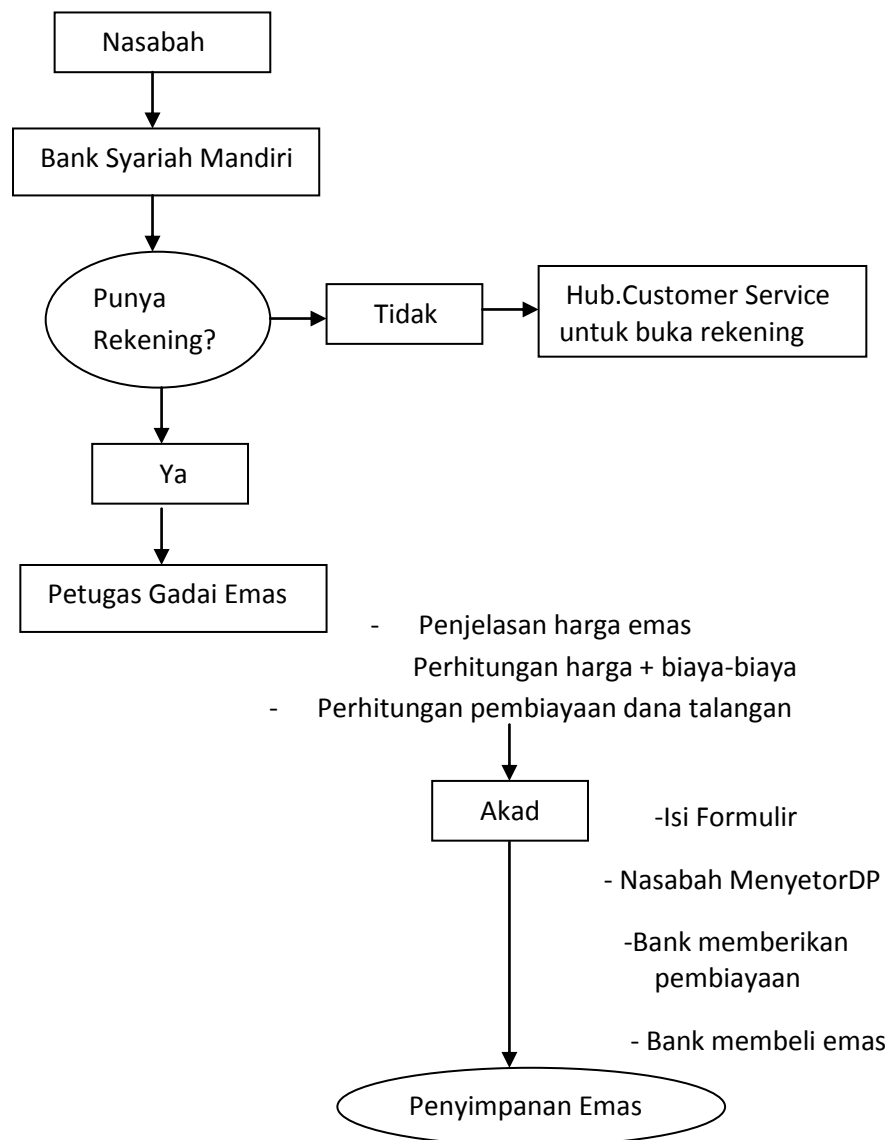 Nasabah
Bank Syariah Mandiri
Punya
Rekening?
Tidak
Hub.Customer Service
untuk buka rekening
Ya
Petugas Gadai Emas
- Penjelasan harga emas
Perhitungan harga + biaya-biaya
- Perhitungan pembiayaan dana talangan
Akad
-Isi Formulir
- Nasabah MenyetorDP
-Bank memberikan
pembiayaan
- Bank membeli emas
Penyimpanan Emas